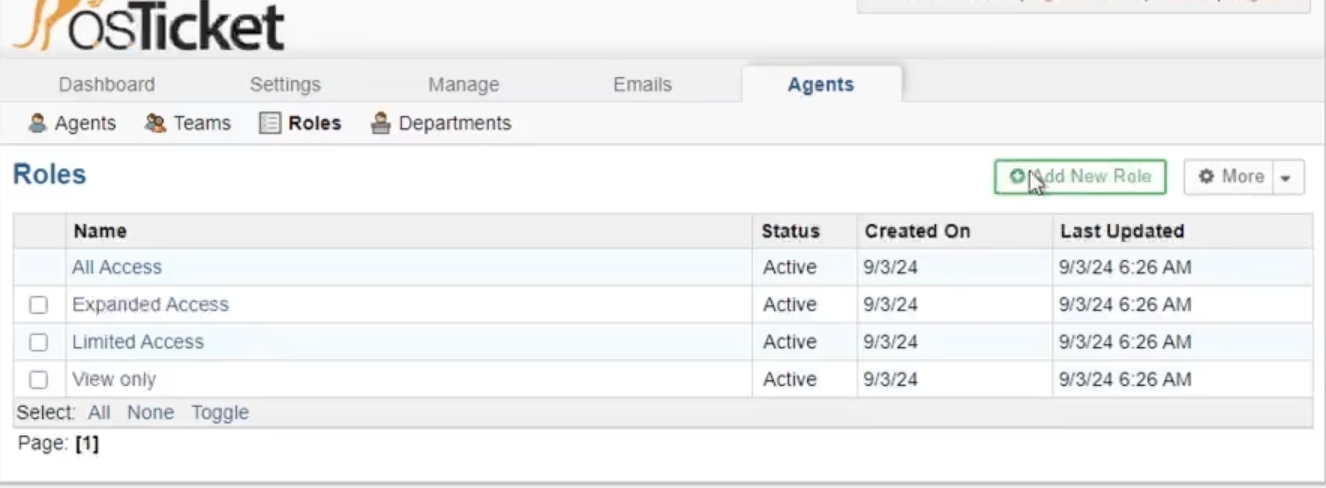 osTicket
Dashboard Settings Manage Emails Agents
Agents Teams Roles Departments
Roles Add New Role More
Name Status Created On Last Updated
All Access Active 9/3/24 9/3/24 6:26 AM
Expanded Access Active 9/3/24 9/3/24 6:26 AM
Limited Access Active 9/3/24 9/3/24 6:26 AM
View only Active 9/3/24 9/3/24 6:26 AM
Select: All None Toggle
Page: [1]